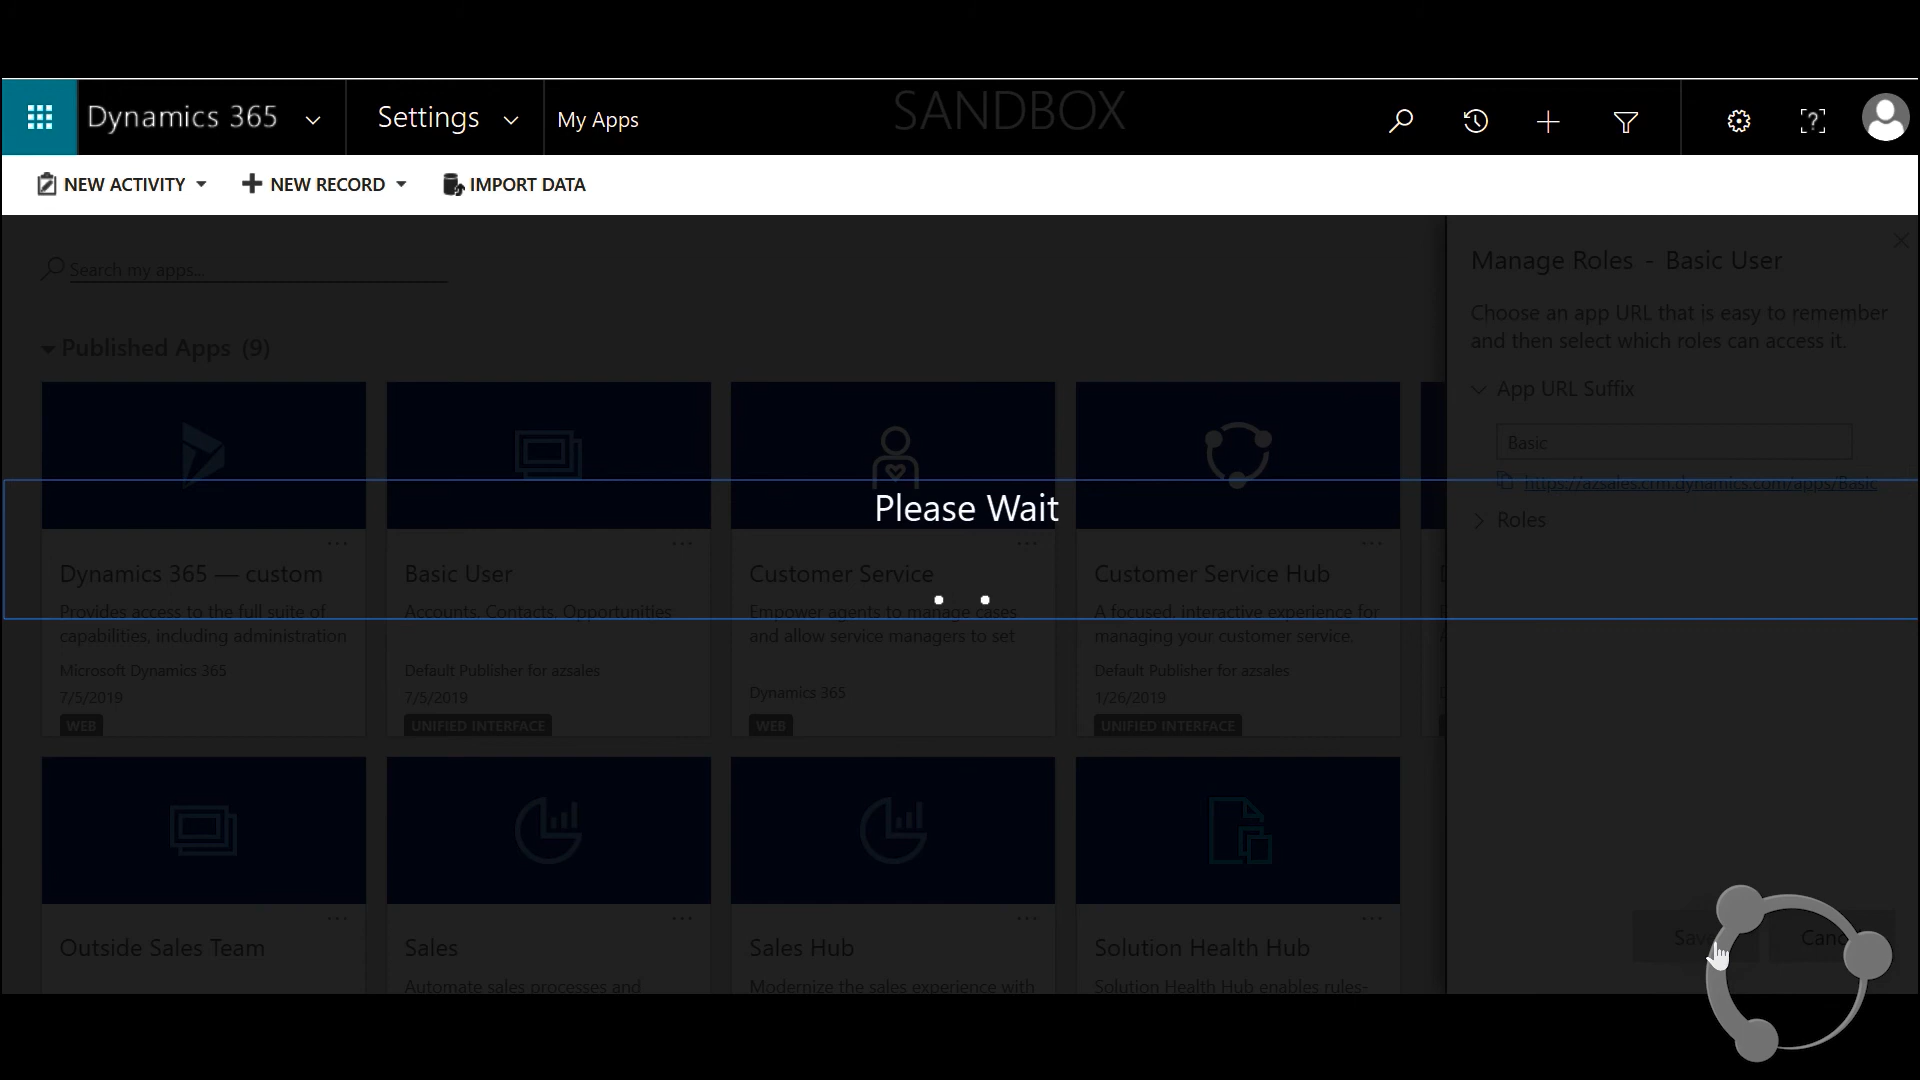 Dynamics 365
Settings
My Apps
SANDBOX
NEW ACTIVITY
NEW RECORD
IMPORT DATA
Search my apps...
Published Apps (9)
Dynamics 365 — custom
Provides access to the full suite of
capabilities, including administration
Microsoft Dynamics 365
7/5/2019
WEB
Basic User
Accounts, Contacts, Opportunities
Default Publisher for azsales
7/5/2019
UNIFIED INTERFACE
Customer Service
Empower agents to manage cases
and allow service managers to set
Dynamics 365
WEB
Customer Service Hub
A focused, interactive experience for
managing your customer service.
Default Publisher for azsales
1/26/2019
UNIFIED INTERFACE
Please Wait
Outside Sales Team
Sales
Automate sales processes and
Sales Hub
Modernize the sales experience with
Solution Health Hub
Solution Health Hub enables rules-
Manage Roles - Basic User
Choose an app URL that is easy to remember
and then select which roles can access it.
App URL Suffix
Basic
https://azsales.crm.dynamics.com/apps/Basic
Roles